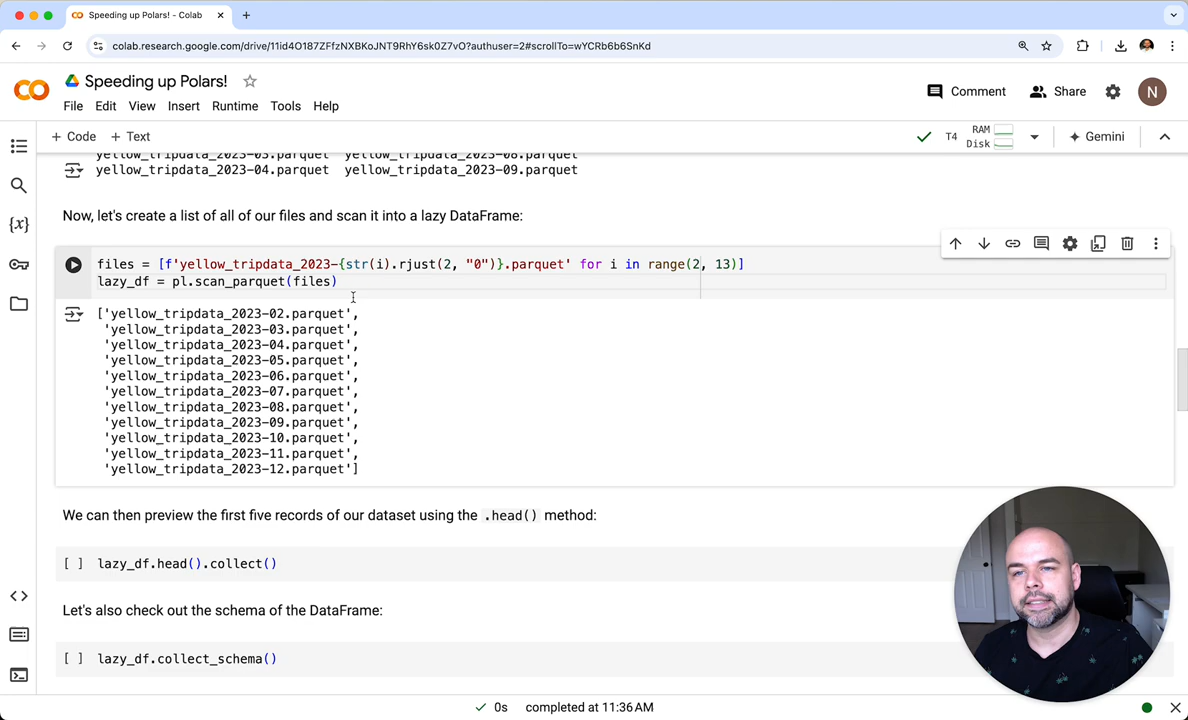 Speeding up Polars! - Colab
colab.research.google.com/drive/11id4O187ZFfzNXBKoJNT9RhY6sk0Z7vO?authuser=2#scrollTo=wYCRb6b6SnKd
Speeding up Polars!
File Edit View Insert Runtime Tools Help
Comment
Share
N
+ Code + Text
T4
RAM
Disk
Gemini
yellow_tripdata_2023-03.parquet yellow_tripdata_2023-08.parquet
yellow_tripdata_2023-04.parquet yellow_tripdata_2023-09.parquet
Now, let's create a list of all of our files and scan it into a lazy DataFrame:
files = [f'yellow_tripdata_2023-{str(i).rjust(2, "0")}.parquet' for i in range(2, 13)]
lazy_df = pl.scan_parquet(files)
['yellow_tripdata_2023-02.parquet',
'yellow_tripdata_2023-03.parquet',
'yellow_tripdata_2023-04.parquet',
'yellow_tripdata_2023-05.parquet',
'yellow_tripdata_2023-06.parquet',
'yellow_tripdata_2023-07.parquet',
'yellow_tripdata_2023-08.parquet',
'yellow_tripdata_2023-09.parquet',
'yellow_tripdata_2023-10.parquet',
'yellow_tripdata_2023-11.parquet',
'yellow_tripdata_2023-12.parquet']
We can then preview the first five records of our dataset using the .head() method:
[ ] lazy_df.head().collect()
Let's also check out the schema of the DataFrame:
[ ] lazy_df.collect_schema()
0s completed at 11:36 AM